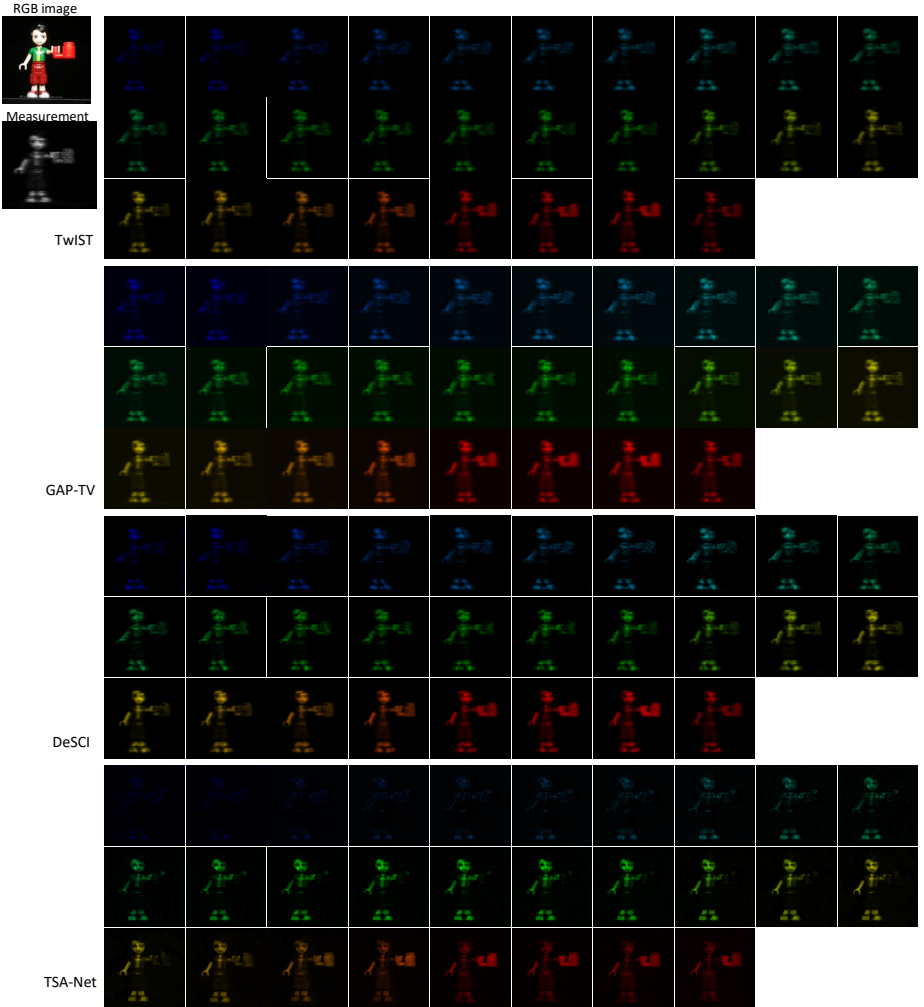 RGB image
Measurement
TwIST
GAP-TV
DeSCI
TSA-Net